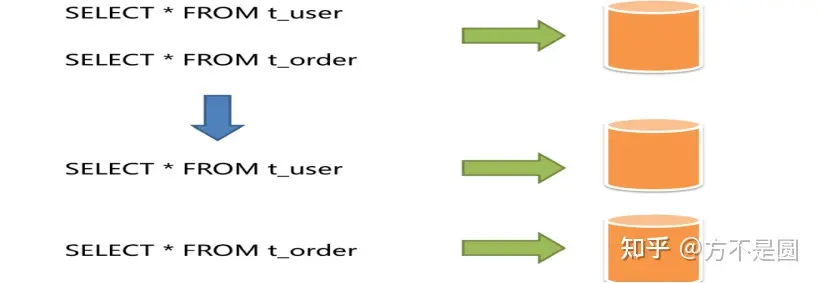 SELECT * FROM t_user
SELECT * FROM t_order
SELECT * FROM t_user
SELECT * FROM t_order
知乎 @方不是圆